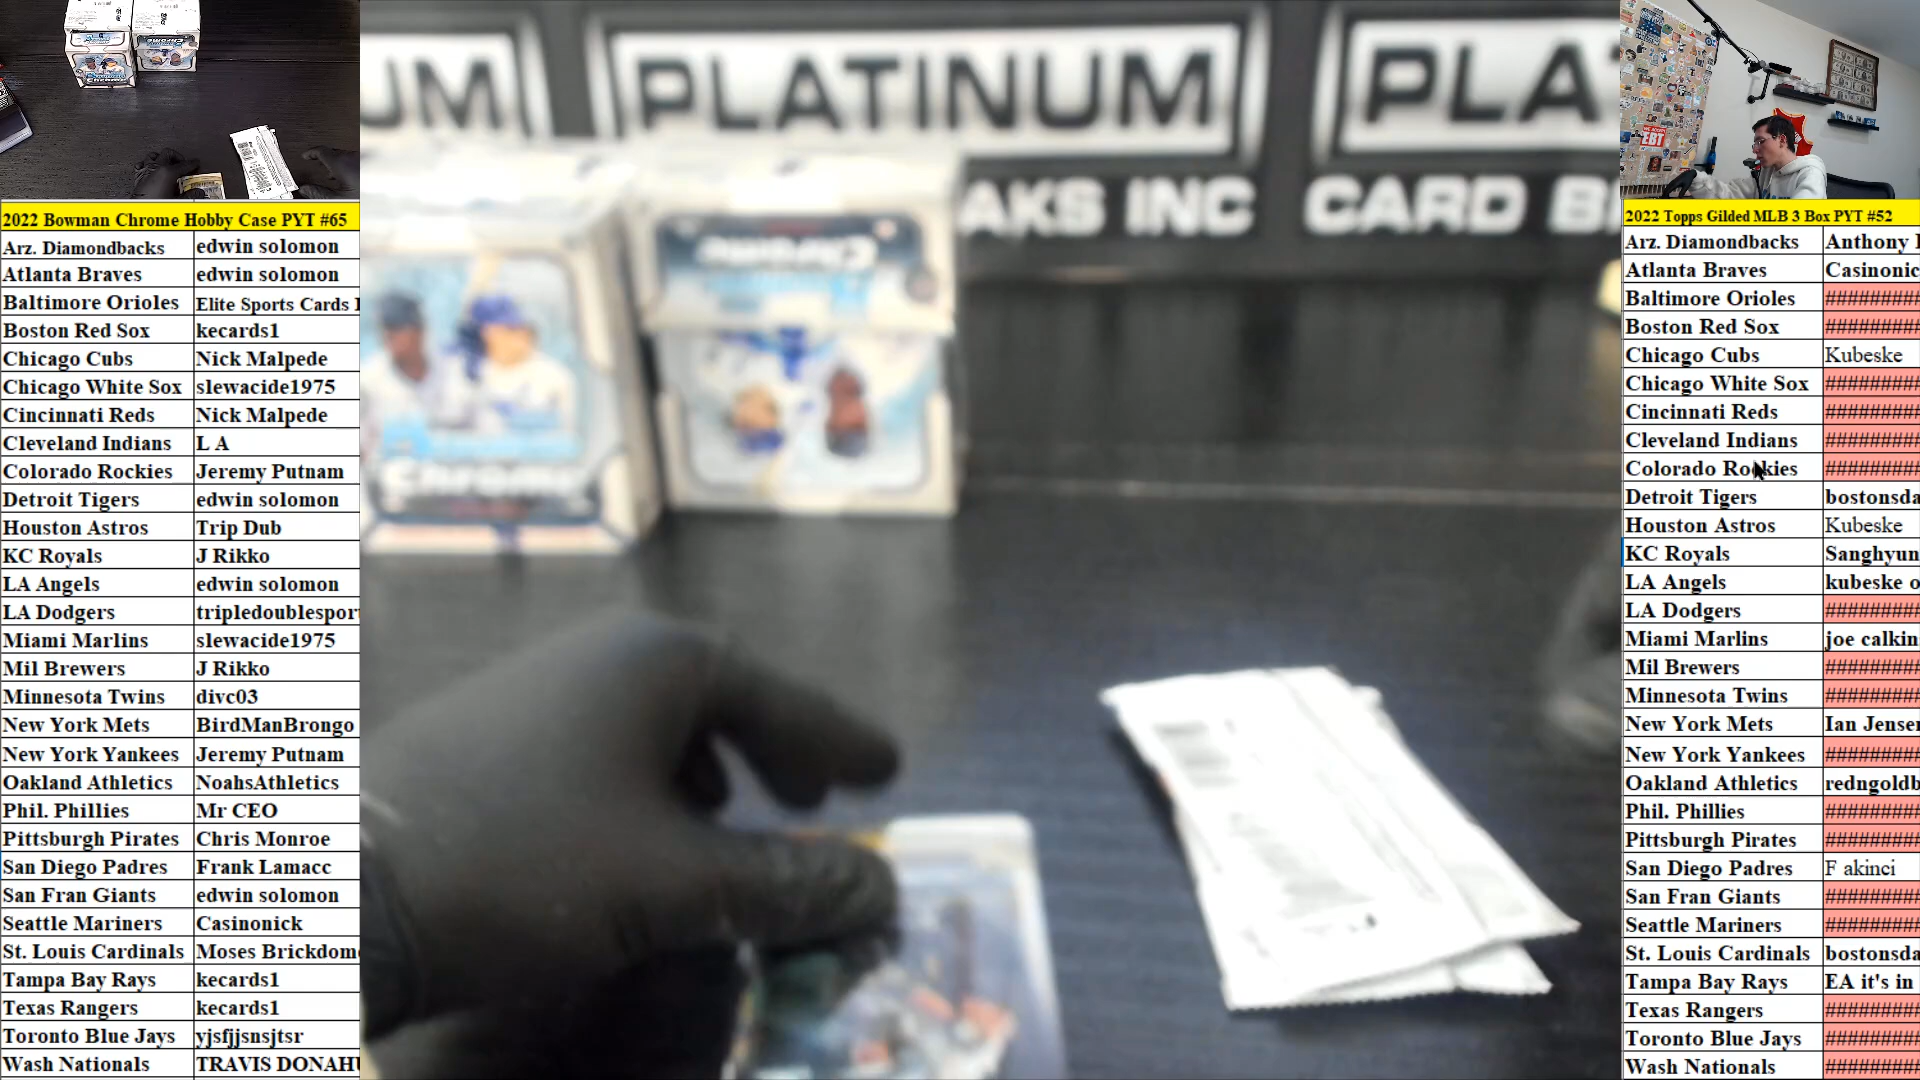 2022 Bowman Chrome Hobby Case PYT #65
Arz. Diamondbacks edwin solomon
Atlanta Braves edwin solomon
Baltimore Orioles Elite Sports Cards
Boston Red Sox kecards1
Chicago Cubs Nick Malpede
Chicago White Sox slewacide1975
Cincinnati Reds Nick Malpede
Cleveland Indians L A
Colorado Rockies Jeremy Putnam
Detroit Tigers edwin solomon
Houston Astros Trip Dub
KC Royals J Rikko
LA Angels edwin solomon
LA Dodgers tripledoublespor
Miami Marlins slewacide1975
Mil Brewers J Rikko
Minnesota Twins divc03
New York Mets BirdManBrongo
New York Yankees Jeremy Putnam
Oakland Athletics NoahsAthletics
Phil. Phillies Mr CEO
Pittsburgh Pirates Chris Monroe
San Diego Padres Frank Lamacc
San Fran Giants edwin solomon
Seattle Mariners Casinonick
St. Louis Cardinals Moses Brickdom
Tampa Bay Rays kecards1
Texas Rangers kecards1
Toronto Blue Jays yjsfjjsnsjtsr
Wash Nationals TRAVIS DONAH
UM PLATINUM PLA
AKS INC CARD B
Chrome
Chrome
EBT
2022 Topps Gilded MLB 3 Box PYT #52
Arz. Diamondbacks Anthony
Atlanta Braves Casinonic
Baltimore Orioles #########
Boston Red Sox #########
Chicago Cubs Kubeske
Chicago White Sox #########
Cincinnati Reds #########
Cleveland Indians #########
Colorado Rockies #########
Detroit Tigers bostonsda
Houston Astros Kubeske
KC Royals Sanghyun
LA Angels kubeske o
LA Dodgers #########
Miami Marlins joe calkin
Mil Brewers #########
Minnesota Twins #########
New York Mets Ian Jensen
New York Yankees #########
Oakland Athletics redngoldb
Phil. Phillies #########
Pittsburgh Pirates #########
San Diego Padres F akinci
San Fran Giants #########
Seattle Mariners #########
St. Louis Cardinals bostonsda
Tampa Bay Rays EA it's in
Texas Rangers #########
Toronto Blue Jays #########
Wash Nationals #########